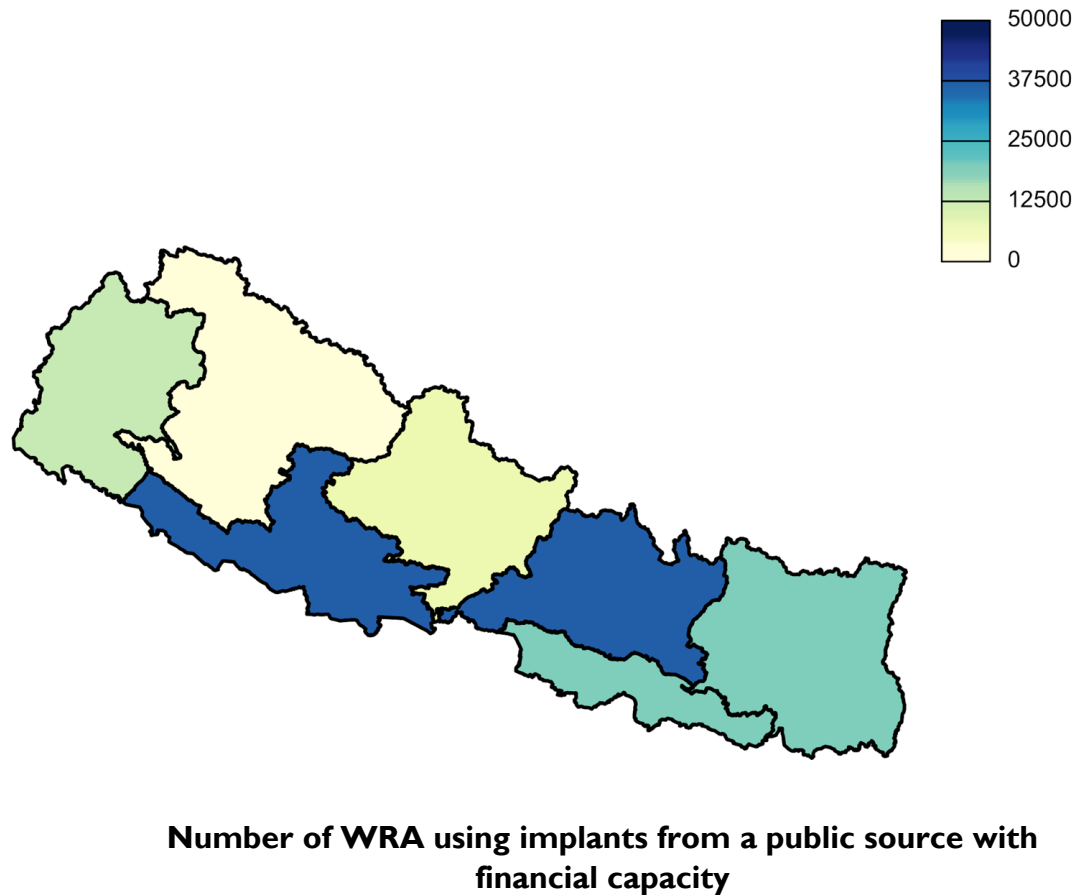 50000
37500
25000
12500
0
Number of WRA using implants from a public source with
financial capacity